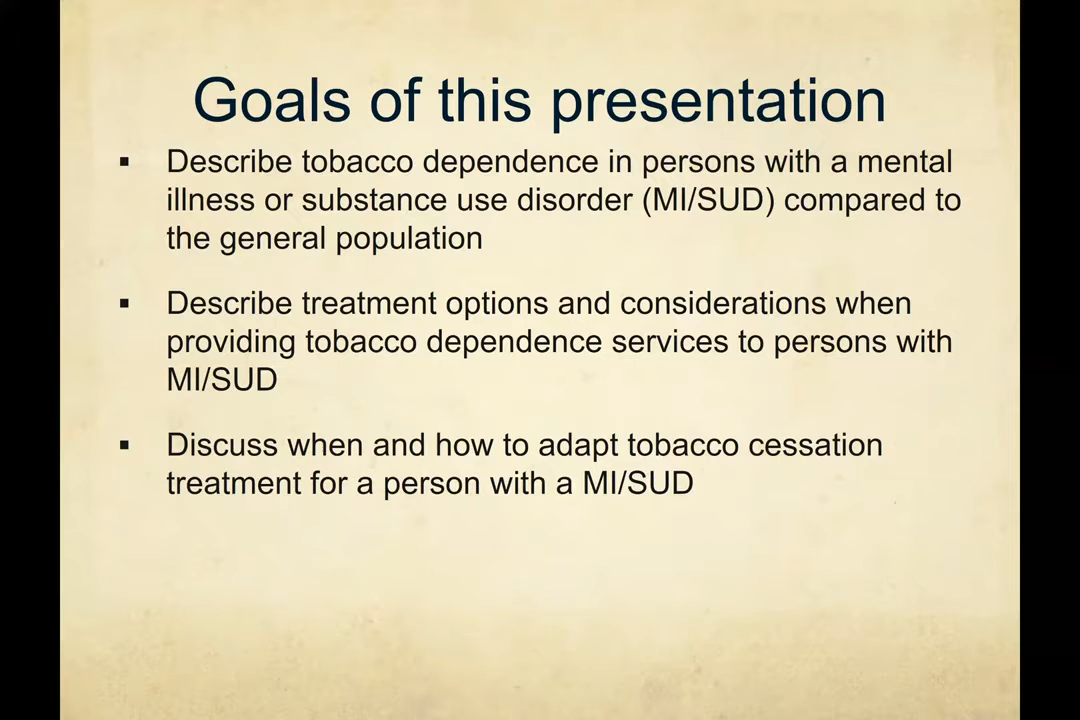 Goals of this presentation
▪ Describe tobacco dependence in persons with a mental
illness or substance use disorder (MI/SUD) compared to
the general population
▪ Describe treatment options and considerations when
providing tobacco dependence services to persons with
MI/SUD
▪ Discuss when and how to adapt tobacco cessation
treatment for a person with a MI/SUD